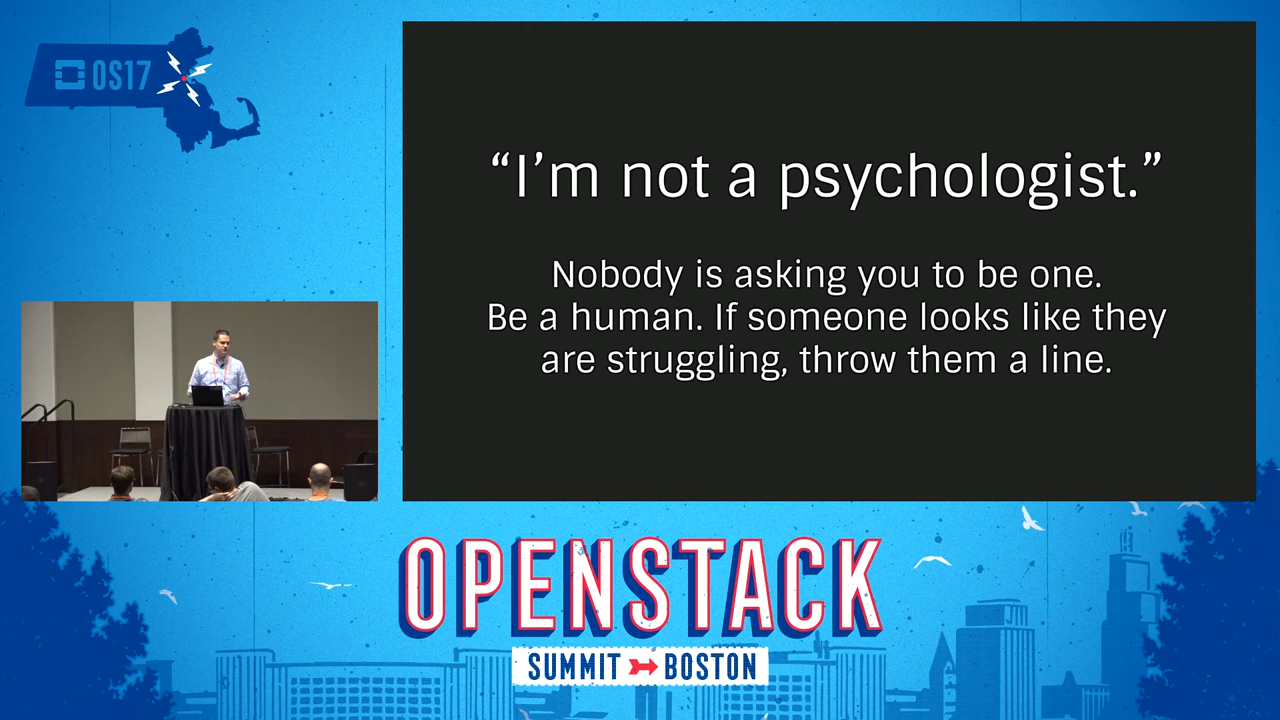 OS17
“I’m not a psychologist.”
Nobody is asking you to be one.
Be a human. If someone looks like they
are struggling, throw them a line.
OPENSTACK
SUMMIT BOSTON